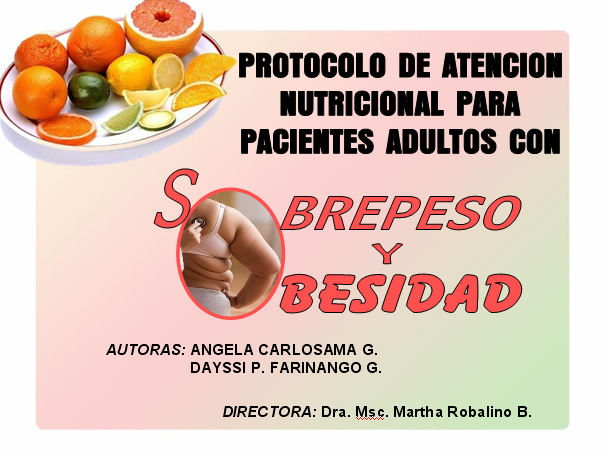 PROTOCOLO DE ATENCION
NUTRICIONAL PARA
PACIENTES ADULTOS CON
S BREPESO
Y
BESIDAD
AUTORAS: ANGELA CARLOSAMA G.
DAYSSI P. FARINANGO G.
DIRECTORA: Dra. Msc. Martha Robalino B.